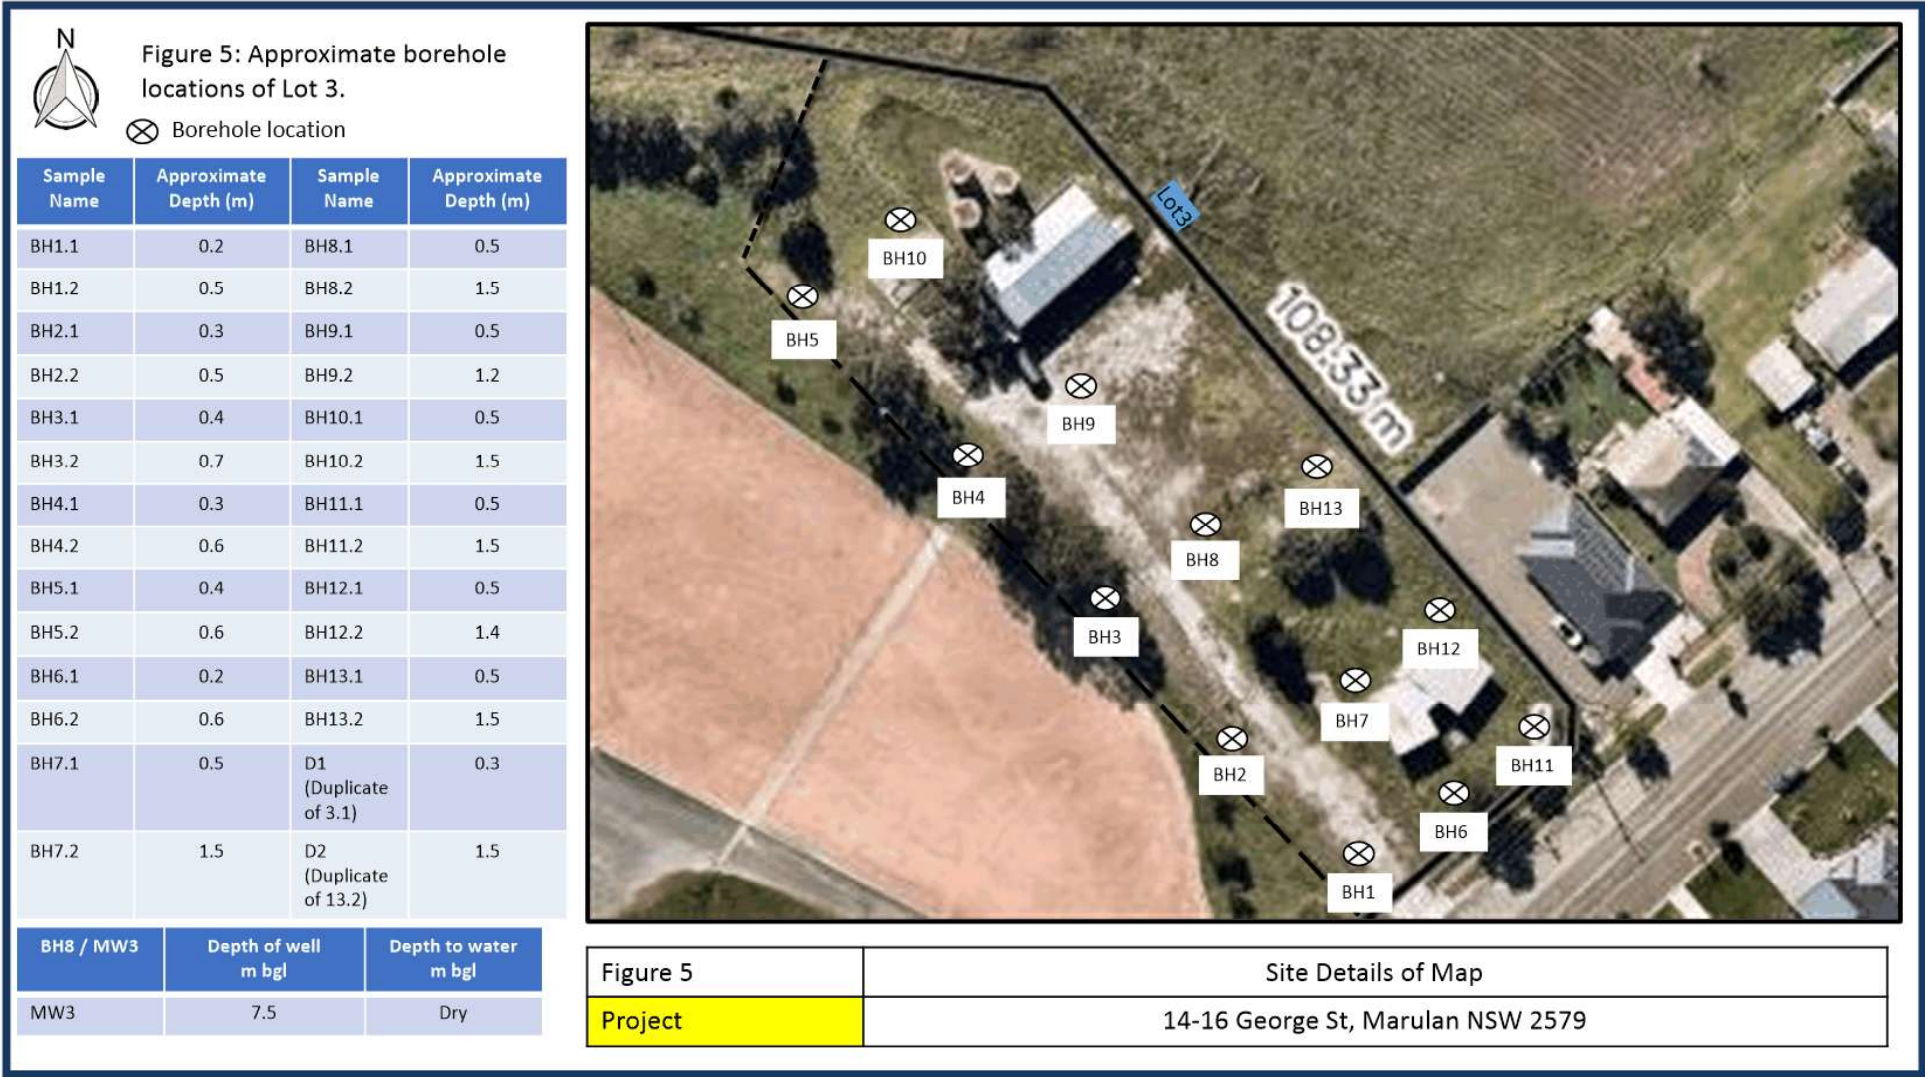 N
Figure 5: Approximate borehole
locations of Lot 3.
Borehole location
Sample Name Approximate Depth (m) Sample Name Approximate Depth (m)
BH1.1 0.2 BH8.1 0.5
BH1.2 0.5 BH8.2 1.5
BH2.1 0.3 BH9.1 0.5
BH2.2 0.5 BH9.2 1.2
BH3.1 0.4 BH10.1 0.5
BH3.2 0.7 BH10.2 1.5
BH4.1 0.3 BH11.1 0.5
BH4.2 0.6 BH11.2 1.5
BH5.1 0.4 BH12.1 0.5
BH5.2 0.6 BH12.2 1.4
BH6.1 0.2 BH13.1 0.5
BH6.2 0.6 BH13.2 1.5
BH7.1 0.5 D1 (Duplicate of 3.1) 0.3
BH7.2 1.5 D2 (Duplicate of 13.2) 1.5
BH8 / MW3 Depth of well m bgl Depth to water m bgl
MW3 7.5 Dry
Lot3
108.33 m
BH10
BH5
BH9
BH4
BH13
BH8
BH3
BH12
BH7
BH2
BH11
BH6
BH1
Figure 5 Site Details of Map
Project 14-16 George St, Marulan NSW 2579